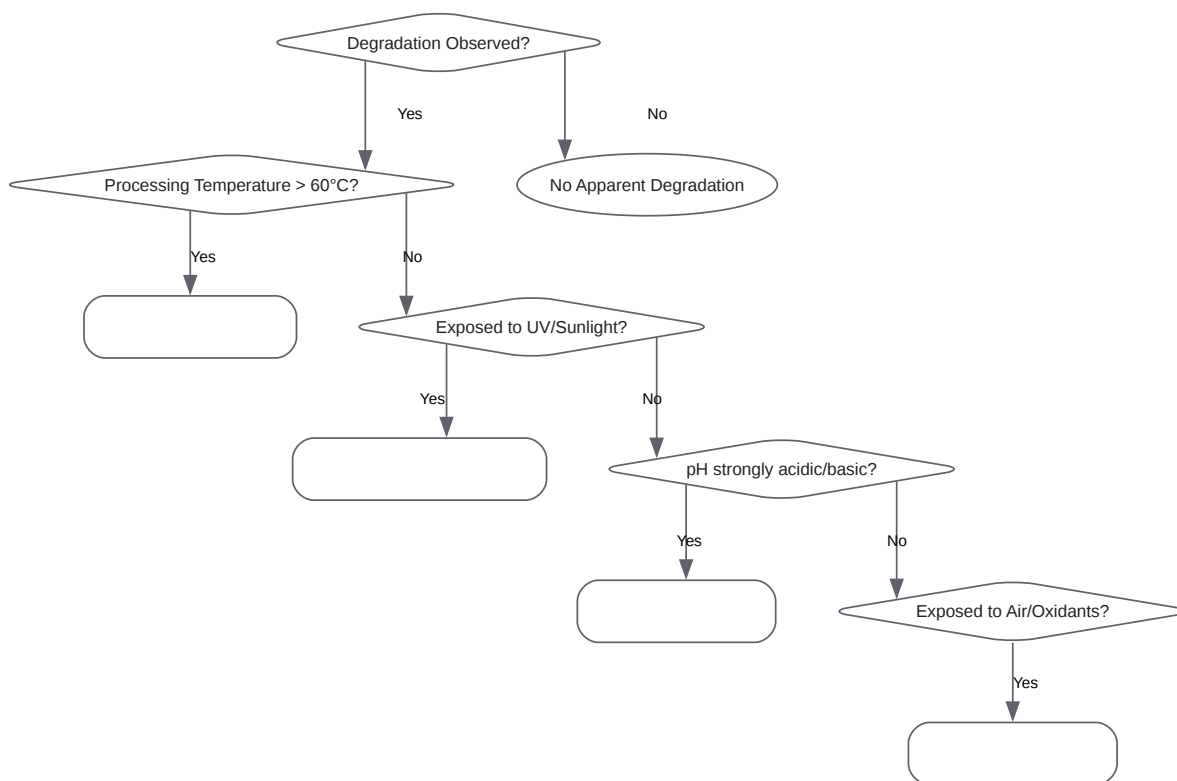 Degradation Observed?
Yes
No
Processing Temperature > 60°C?
No Apparent Degradation
Yes
No
Exposed to UV/Sunlight?
Yes
No
pH strongly acidic/basic?
Yes
No
Exposed to Air/Oxidants?
Yes